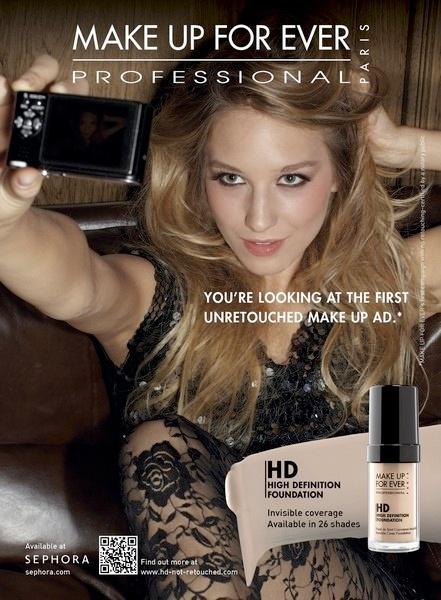 MAKE UP FOR EVER
PROFESSIONAL
PARIS
YOU'RE LOOKING AT THE FIRST
UNRETOUCHED MAKE UP AD.*
HD
HIGH DEFINITION
FOUNDATION
Invisible coverage
Available in 26 shades
MAKE UP
FOR EVER
PROFESSIONAL
HD
HIGH DEFINITION
FOUNDATION
Available at
SEPHORA
sephora.com
Find out more at
www.hd-not-retouched.com